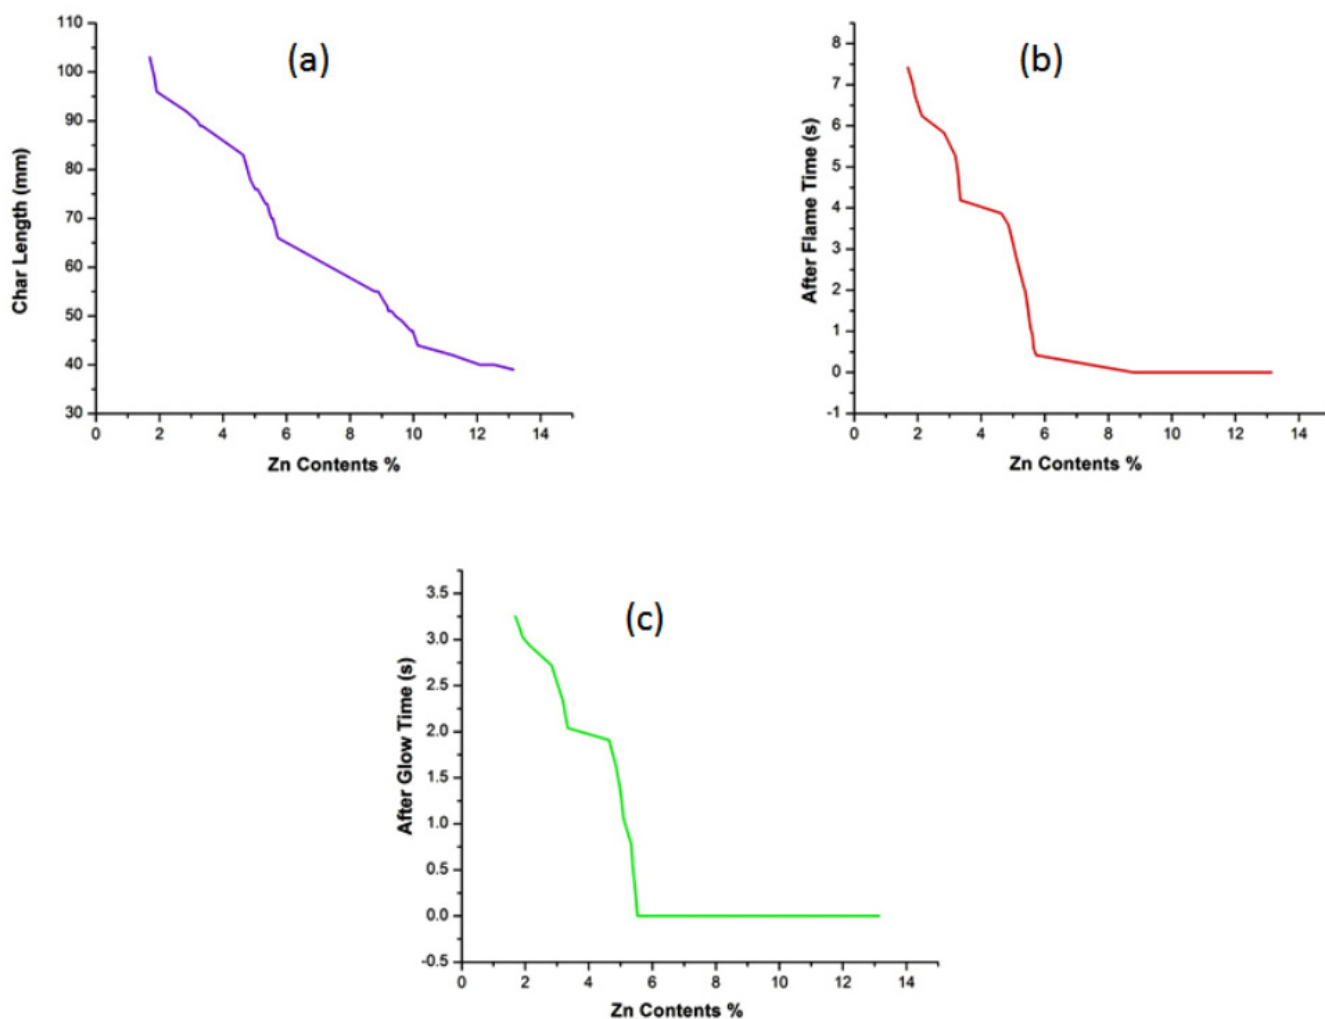 (a)
Char Length (mm)
110
100
90
80
70
60
50
40
30
0 2 4 6 8 10 12 14
Zn Contents %
(b)
After Flame Time (s)
8
7
6
5
4
3
2
1
0
-1
0 2 4 6 8 10 12 14
Zn Contents %
(c)
After Glow Time (s)
3.5
3.0
2.5
2.0
1.5
1.0
0.5
0.0
-0.5
0 2 4 6 8 10 12 14
Zn Contents %